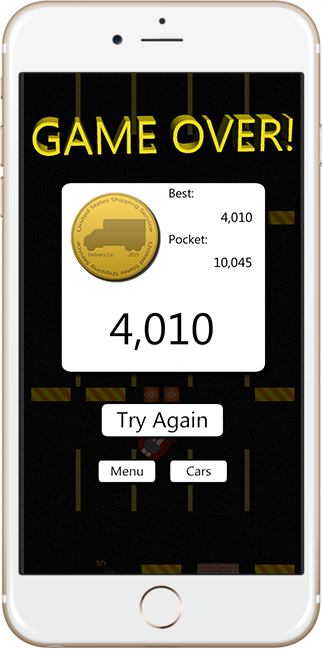 GAME OVER!
United States Shipping Service
Delivery Co. 2015
United States Shipping Service
Best:
4,010
Pocket:
10,045
4,010
Try Again
Menu Cars